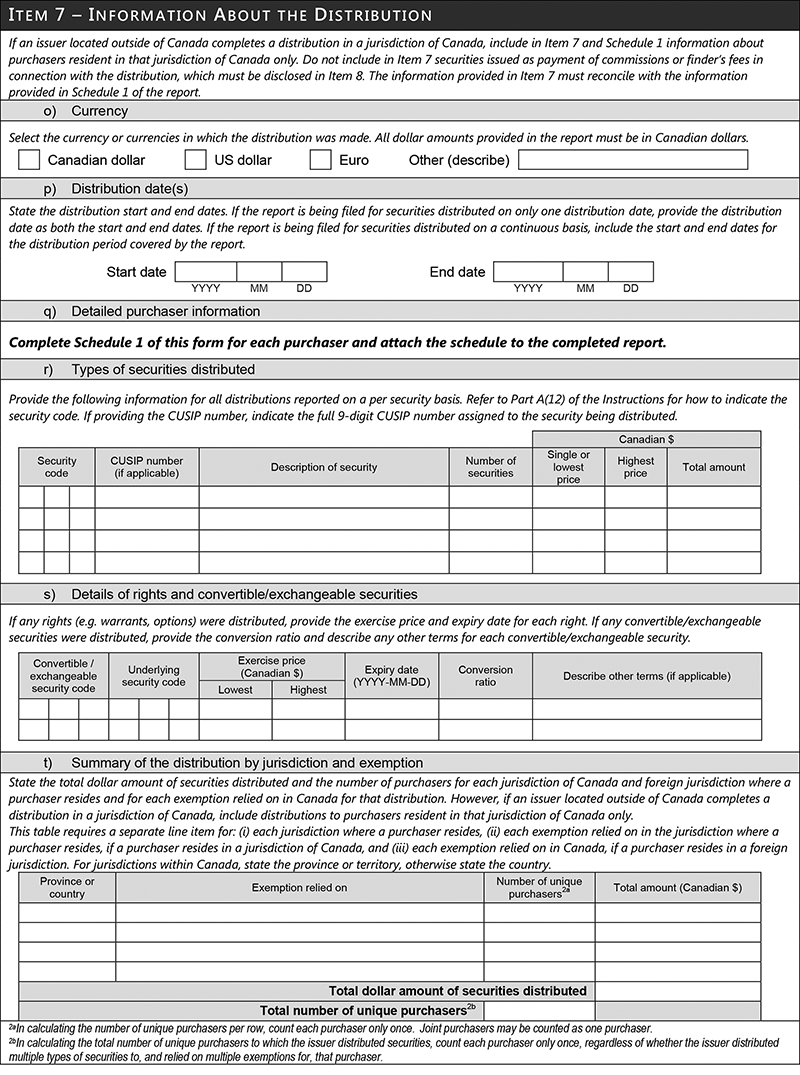 ITEM 7 – INFORMATION ABOUT THE DISTRIBUTION
If an issuer located outside of Canada completes a distribution in a jurisdiction of Canada, include in Item 7 and Schedule 1 information about
purchasers resident in that jurisdiction of Canada only. Do not include in Item 7 securities issued as payment of commissions or finder's fees in
connection with the distribution, which must be disclosed in Item 8. The information provided in Item 7 must reconcile with the information
provided in Schedule 1 of the report.
o) Currency
Select the currency or currencies in which the distribution was made. All dollar amounts provided in the report must be in Canadian dollars.
Canadian dollar US dollar Euro Other (describe)
p) Distribution date(s)
State the distribution start and end dates. If the report is being filed for securities distributed on only one distribution date, provide the distribution
date as both the start and end dates. If the report is being filed for securities distributed on a continuous basis, include the start and end dates for
the distribution period covered by the report.
Start date End date
YYYY MM DD YYYY MM DD
q) Detailed purchaser information
Complete Schedule 1 of this form for each purchaser and attach the schedule to the completed report.
r) Types of securities distributed
Provide the following information for all distributions reported on a per security basis. Refer to Part A(12) of the Instructions for how to indicate the
security code. If providing the CUSIP number, indicate the full 9-digit CUSIP number assigned to the security being distributed.
Canadian $
Security
code
CUSIP number
(if applicable)
Description of security
Number of
securities
Single or
lowest
price
Highest
price
Total amount
s) Details of rights and convertible/exchangeable securities
If any rights (e.g. warrants, options) were distributed, provide the exercise price and expiry date for each right. If any convertible/exchangeable
securities were distributed, provide the conversion ratio and describe any other terms for each convertible/exchangeable security.
Convertible /
exchangeable
security code
Underlying
security code
Exercise price
(Canadian $)
Lowest Highest
Expiry date
(YYYY-MM-DD)
Conversion
ratio
Describe other terms (if applicable)
t) Summary of the distribution by jurisdiction and exemption
State the total dollar amount of securities distributed and the number of purchasers for each jurisdiction of Canada and foreign jurisdiction where a
purchaser resides and for each exemption relied on in Canada for that distribution. However, if an issuer located outside of Canada completes a
distribution in a jurisdiction of Canada, include distributions to purchasers resident in that jurisdiction of Canada only.
This table requires a separate line item for: (i) each jurisdiction where a purchaser resides, (ii) each exemption relied on in the jurisdiction where a
purchaser resides, if a purchaser resides in a jurisdiction of Canada, and (iii) each exemption relied on in Canada, if a purchaser resides in a foreign
jurisdiction. For jurisdictions within Canada, state the province or territory, otherwise state the country.
Province or
country
Exemption relied on
Number of unique
purchasers2a
Total amount (Canadian $)
Total dollar amount of securities distributed
Total number of unique purchasers2b
2aIn calculating the number of unique purchasers per row, count each purchaser only once. Joint purchasers may be counted as one purchaser.
2bIn calculating the total number of unique purchasers to which the issuer distributed securities, count each purchaser only once, regardless of whether the issuer distributed
multiple types of securities to, and relied on multiple exemptions for, that purchaser.